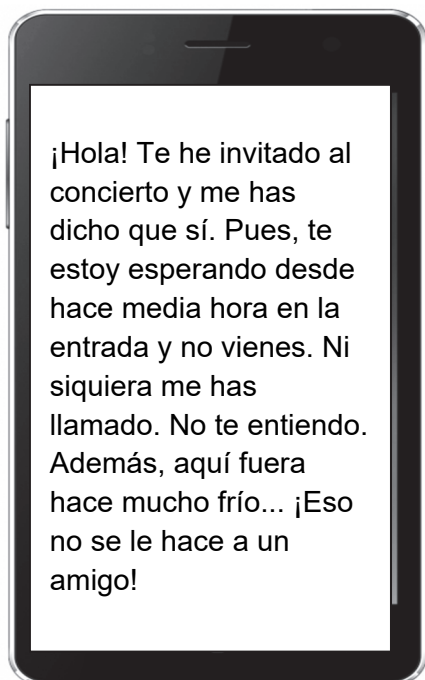 ¡Hola! Te he invitado al
concierto y me has
dicho que sí. Pues, te
estoy esperando desde
hace media hora en la
entrada y no vienes. Ni
siquiera me has
llamado. No te entiendo.
Además, aquí fuera
hace mucho frío... ¡Eso
no se le hace a un
amigo!